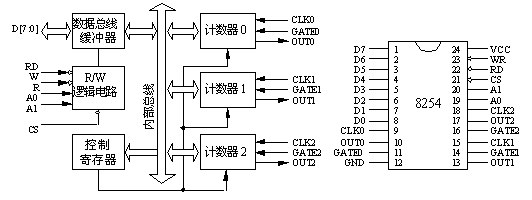 D[7:0]
数据总线
缓冲器
RD
W
R
A0
A1
CS
R/W
逻辑电路
控制
寄存器
内部总线
计数器 0
CLK0
GATE0
OUT0
计数器 1
CLK1
GATE1
OUT1
计数器 2
CLK2
GATE2
OUT2
D7 1 24 VCC
D6 2 23 WR
D5 3 22 RD
D4 4 21 CS
D3 5 20 A1
D2 6 19 A0
D1 7 18 CLK2
D0 8 17 OUT2
CLK0 9 16 GATE2
OUT0 10 15 CLK1
GATE0 11 14 GATE1
GND 12 13 OUT1
8254